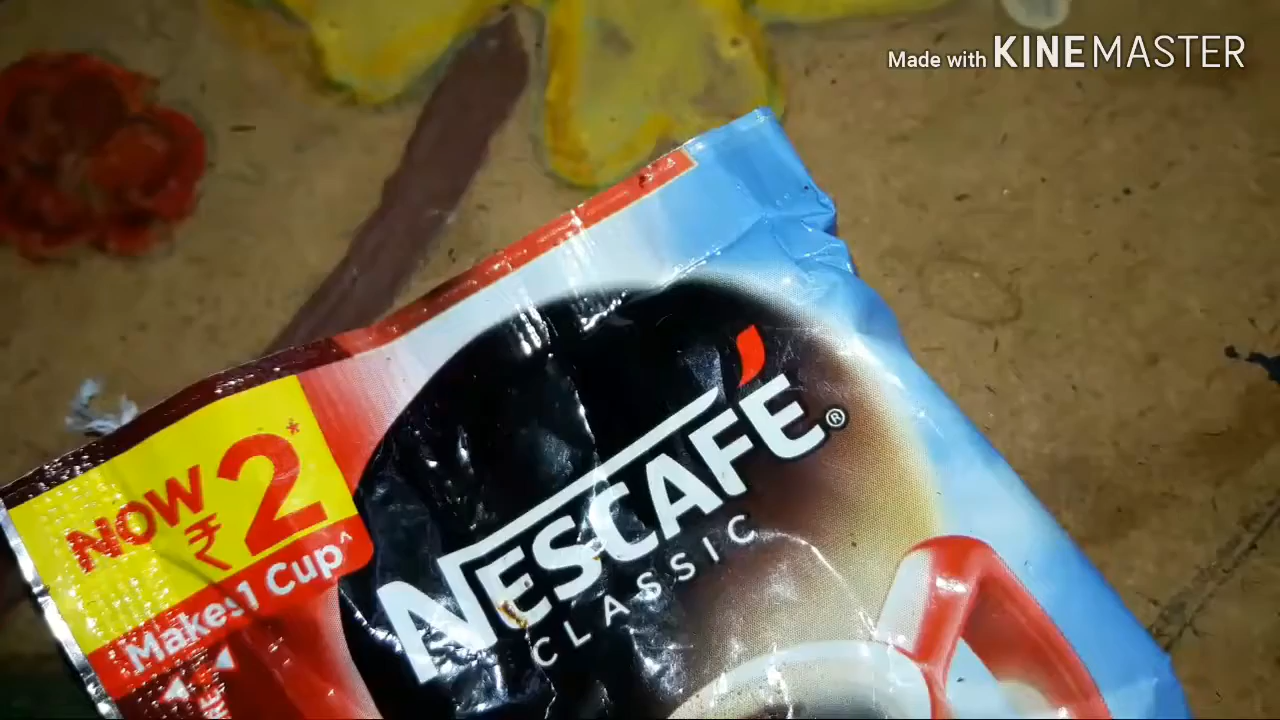 Made with KINEMASTER
NOW
₹2*
Makes 1 Cup^
NESCAFÉ®
CLASSIC